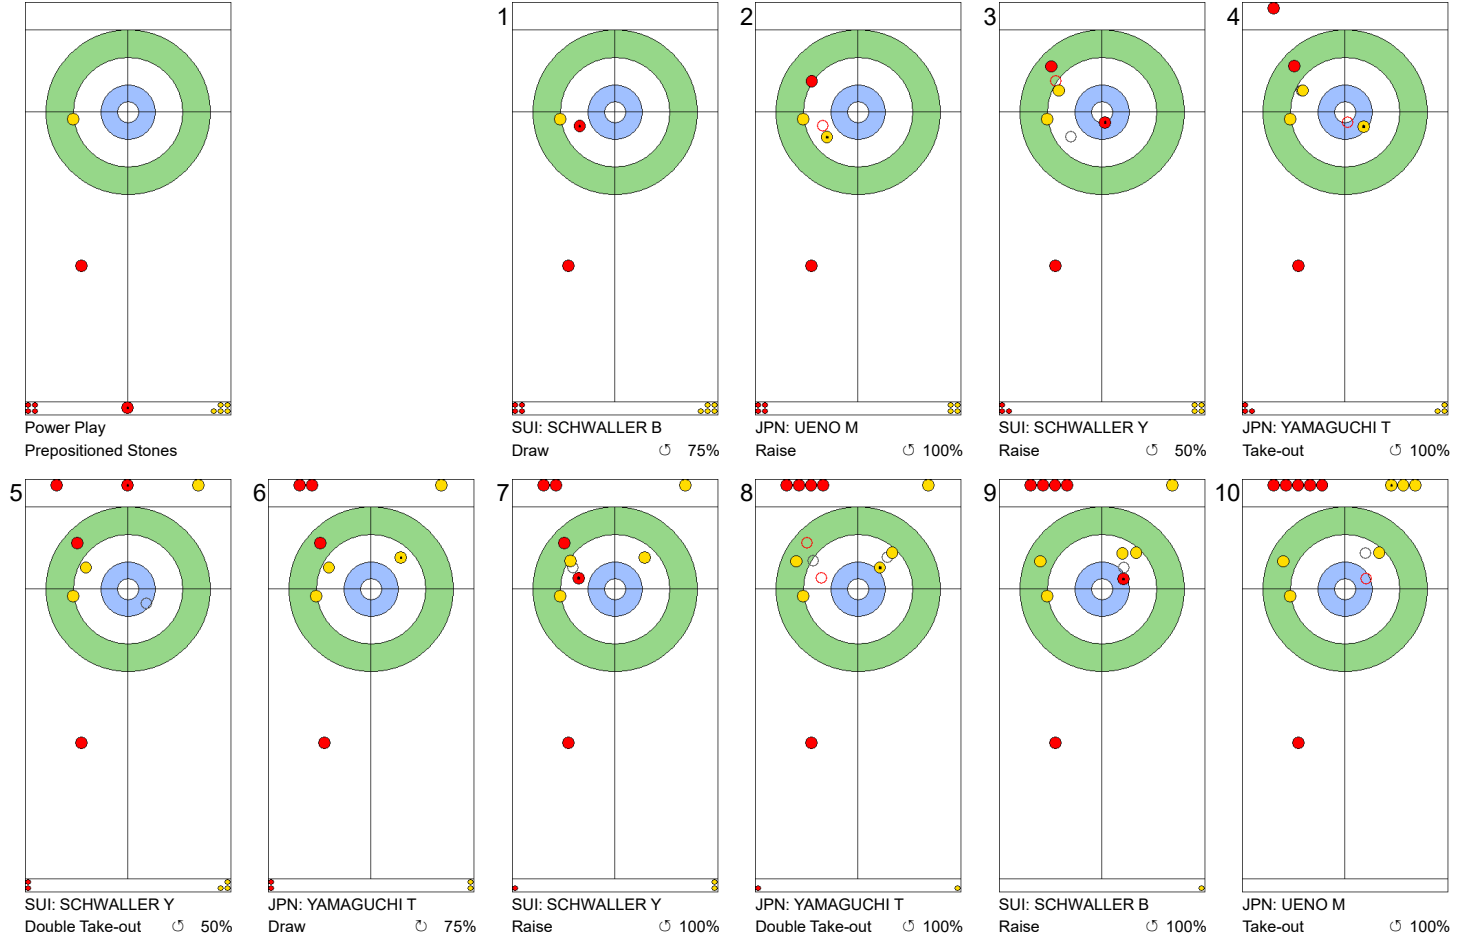 1
2
3
4
Power Play
Prepositioned Stones
SUI: SCHWALLER B
Draw 75%
JPN: UENO M
Raise 100%
SUI: SCHWALLER Y
Raise 50%
JPN: YAMAGUCHI T
Take-out 100%
5
6
7
8
9
10
SUI: SCHWALLER Y
Double Take-out 50%
JPN: YAMAGUCHI T
Draw 75%
SUI: SCHWALLER Y
Raise 100%
JPN: YAMAGUCHI T
Double Take-out 100%
SUI: SCHWALLER B
Raise 100%
JPN: UENO M
Take-out 100%